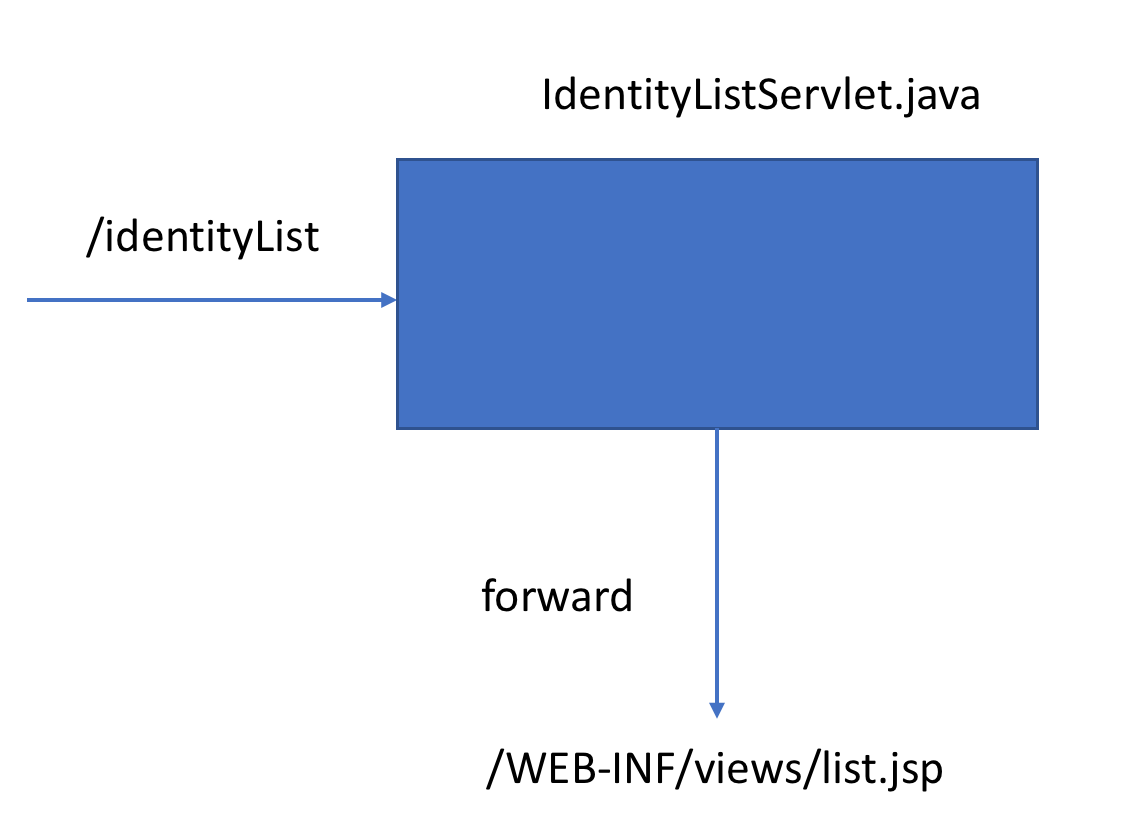 IdentityListServlet.java
/identityList
forward
/WEB-INF/views/list.jsp